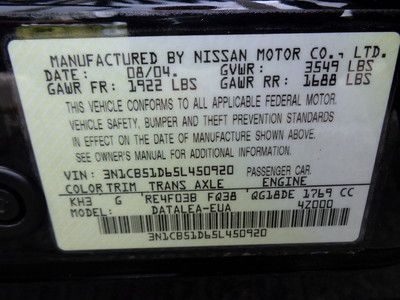 MANUFACTURED BY NISSAN MOTOR CO., LTD.
DATE: 08/04. GVWR: 3549 LBS
GAWR FR: 1922 LBS GAWR RR: 1688 LBS
THIS VEHICLE CONFORMS TO ALL APPLICABLE FEDERAL MOTOR
VEHICLE SAFETY, BUMPER AND THEFT PREVENTION STANDARDS
IN EFFECT ON THE DATE OF MANUFACTURE SHOWN ABOVE.
SEE OWNER'S MANUAL FOR ADDITIONAL INFORMATION
VIN: 3N1CB51D65L450920 PASSENGER CAR
COLOR TRIM TRANS AXLE ENGINE
KH3 G RE4F03B FQ38 QG18DE 1769 CC
MODEL: DATALEA-EUA 4Z000
3N1CB51D65L450920